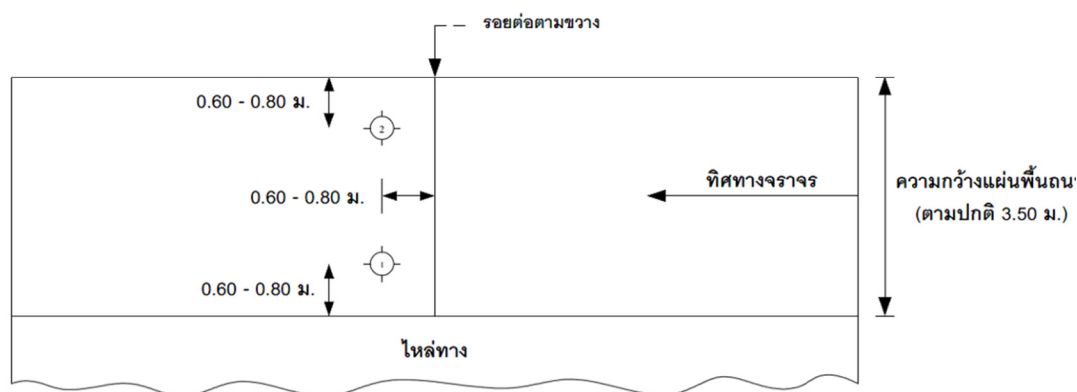 รอยต่อตามขวาง
0.60 - 0.80 ม.
2
0.60 - 0.80 ม.
ทิศทางจราจร
ความกว้างแผ่นพื้นถน
(ตามปกติ 3.50 ม.)
1
0.60 - 0.80 ม.
ไหล่ทาง